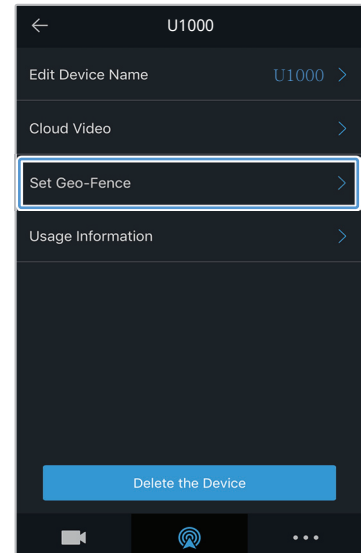 U1000
Edit Device Name U1000
Cloud Video
Set Geo-Fence
Usage Information
Delete the Device